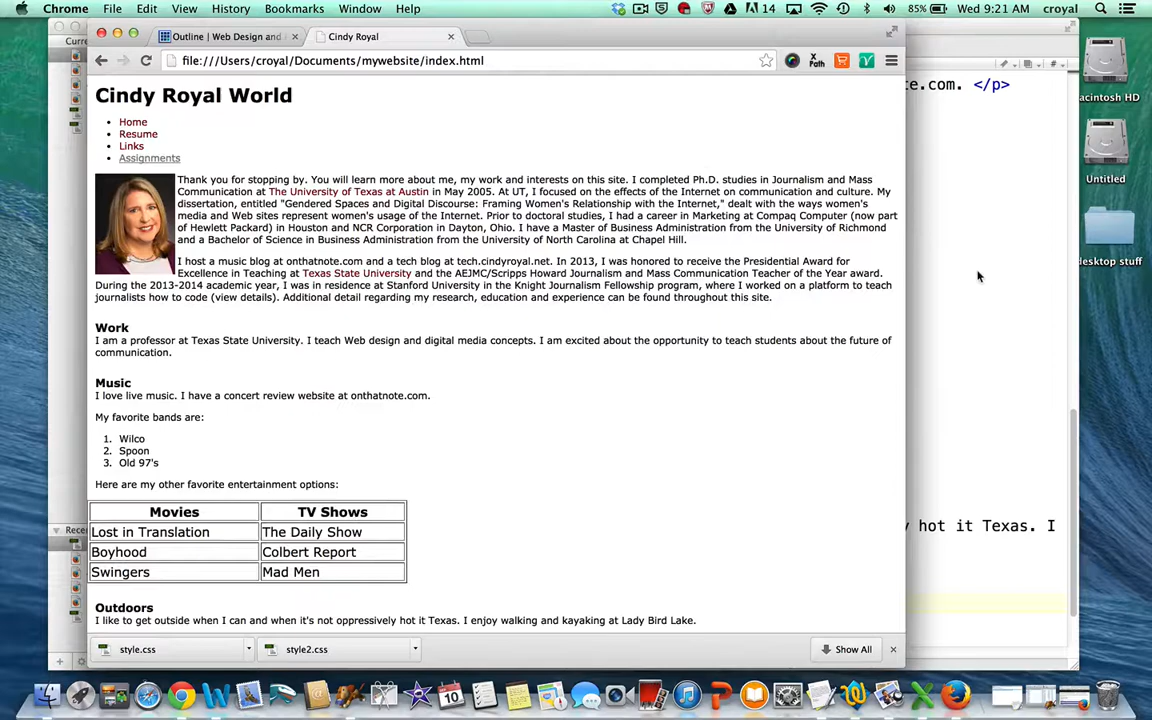 Chrome File Edit View History Bookmarks Window Help 14 85% Wed 9:21 AM croyal
Outline | Web Design and Cindy Royal
file:///Users/croyal/Documents/mywebsite/index.html
XPath
Cindy Royal World
Home
Resume
Links
Assignments
Thank you for stopping by. You will learn more about me, my work and interests on this site. I completed Ph.D. studies in Journalism and Mass
Communication at The University of Texas at Austin in May 2005. At UT, I focused on the effects of the Internet on communication and culture. My
dissertation, entitled "Gendered Spaces and Digital Discourse: Framing Women's Relationship with the Internet," dealt with the ways women's
media and Web sites represent women's usage of the Internet. Prior to doctoral studies, I had a career in Marketing at Compaq Computer (now part
of Hewlett Packard) in Houston and NCR Corporation in Dayton, Ohio. I have a Master of Business Administration from the University of Richmond
and a Bachelor of Science in Business Administration from the University of North Carolina at Chapel Hill.
I host a music blog at onthatnote.com and a tech blog at tech.cindyroyal.net. In 2013, I was honored to receive the Presidential Award for
Excellence in Teaching at Texas State University and the AEJMC/Scripps Howard Journalism and Mass Communication Teacher of the Year award.
During the 2013-2014 academic year, I was in residence at Stanford University in the Knight Journalism Fellowship program, where I worked on a platform to teach
journalists how to code (view details). Additional detail regarding my research, education and experience can be found throughout this site.
Work
I am a professor at Texas State University. I teach Web design and digital media concepts. I am excited about the opportunity to teach students about the future of
communication.
Music
I love live music. I have a concert review website at onthatnote.com.
My favorite bands are:
1. Wilco
2. Spoon
3. Old 97's
Here are my other favorite entertainment options:
Movies TV Shows
Lost in Translation The Daily Show
Boyhood Colbert Report
Swingers Mad Men
Outdoors
I like to get outside when I can and when it's not oppressively hot it Texas. I enjoy walking and kayaking at Lady Bird Lake.
style.css style2.css Show All
Curre
Rece
e.com. </p>
y hot it Texas. I
acintosh HD
Untitled
desktop stuff